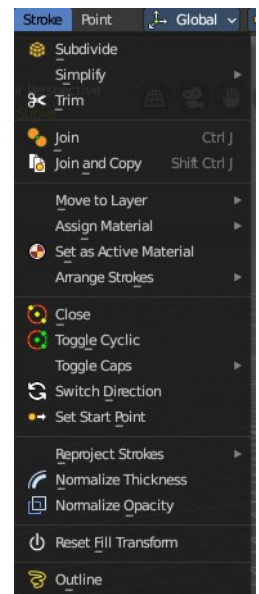 Stroke Point Global
Subdivide
Simplify
Trim
Join Ctrl J
Join and Copy Shift Ctrl J
Move to Layer
Assign Material
Set as Active Material
Arrange Strokes
Close
Toggle Cyclic
Toggle Caps
Switch Direction
Set Start Point
Reproject Strokes
Normalize Thickness
Normalize Opacity
Reset Fill Transform
Outline